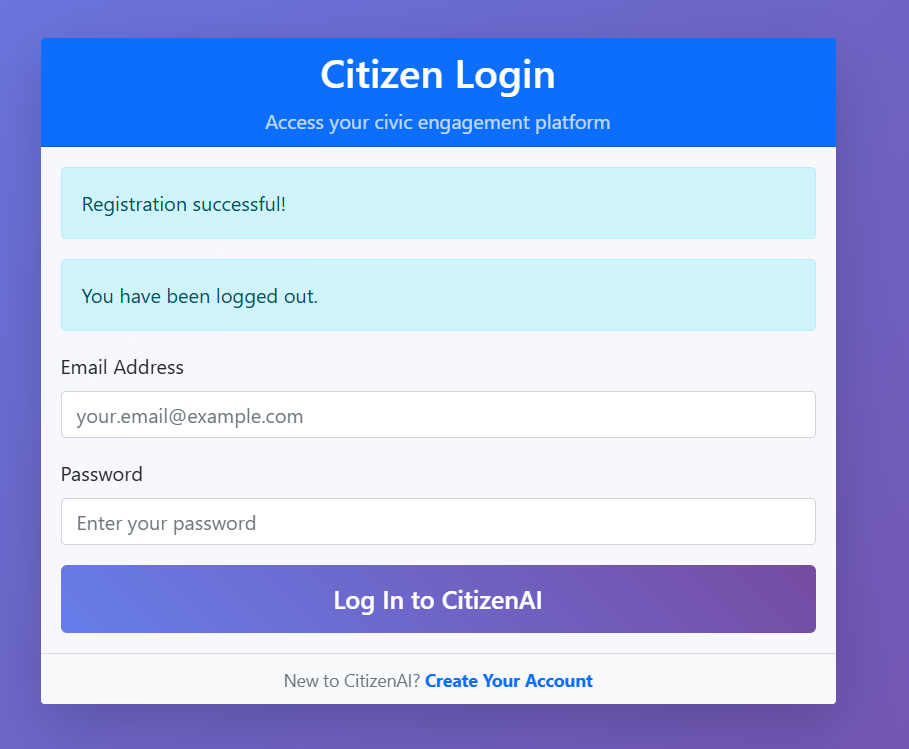 Citizen Login
Access your civic engagement platform
Registration successful!
You have been logged out.
Email Address
your.email@example.com
Password
Enter your password
Log In to CitizenAI
New to CitizenAI? Create Your Account